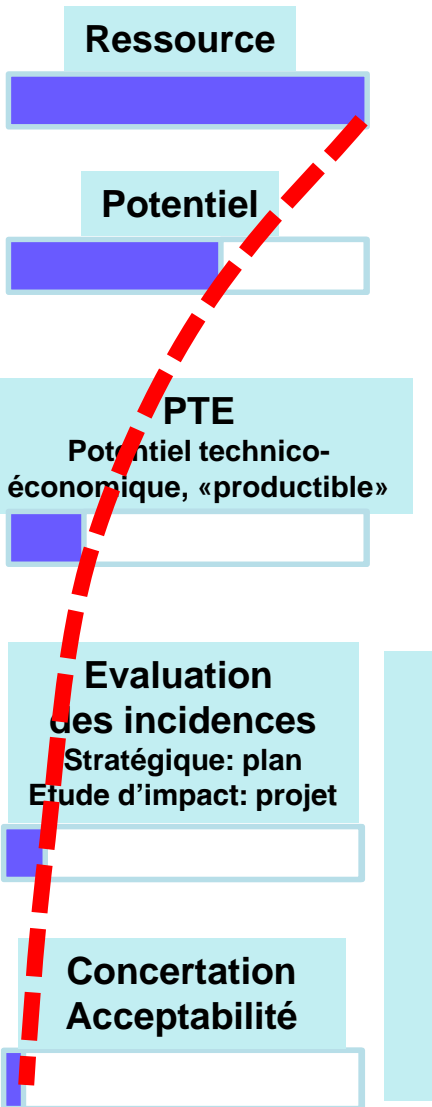 Ressource
Potentiel
PTE
Potentiel technico-
économique, «productible»
Evaluation
des incidences
Stratégique: plan
Etude d’impact: projet
Concertation
Acceptabilité